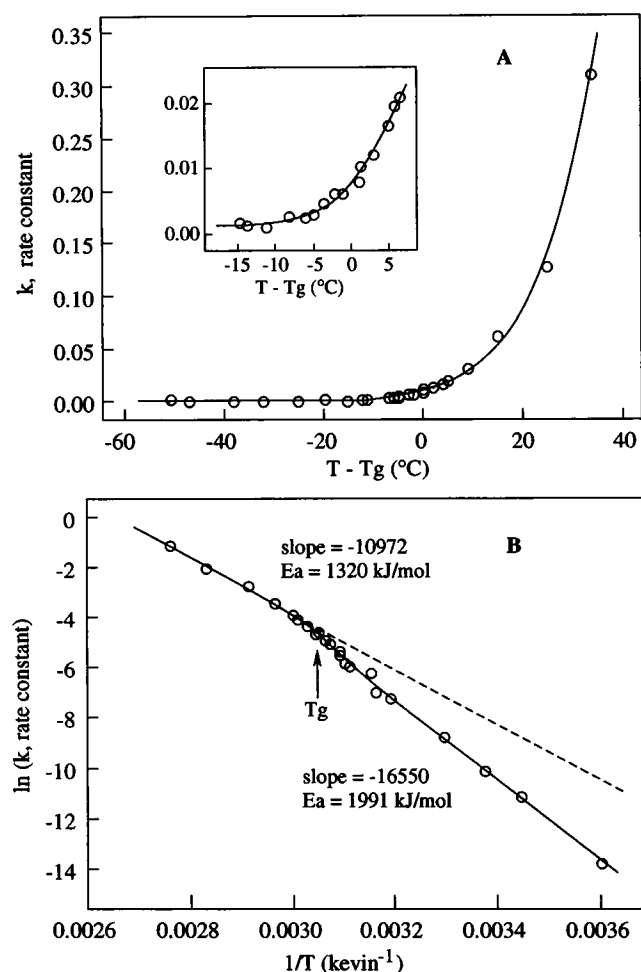 A
k, rate constant
0.35
0.30
0.25
0.20
0.15
0.10
0.05
0.00
0.02
0.01
0.00
-15 -10 -5 0 5
T - Tg (°C)
-60 -40 -20 0 20 40
T - Tg (°C)
B
ln (k, rate constant)
0
-2
-4
-6
-8
-10
-12
-14
slope = -10972
Ea = 1320 kJ/mol
Tg
slope = -16550
Ea = 1991 kJ/mol
0.0026 0.0028 0.0030 0.0032 0.0034 0.0036
1/T (kevin-1)